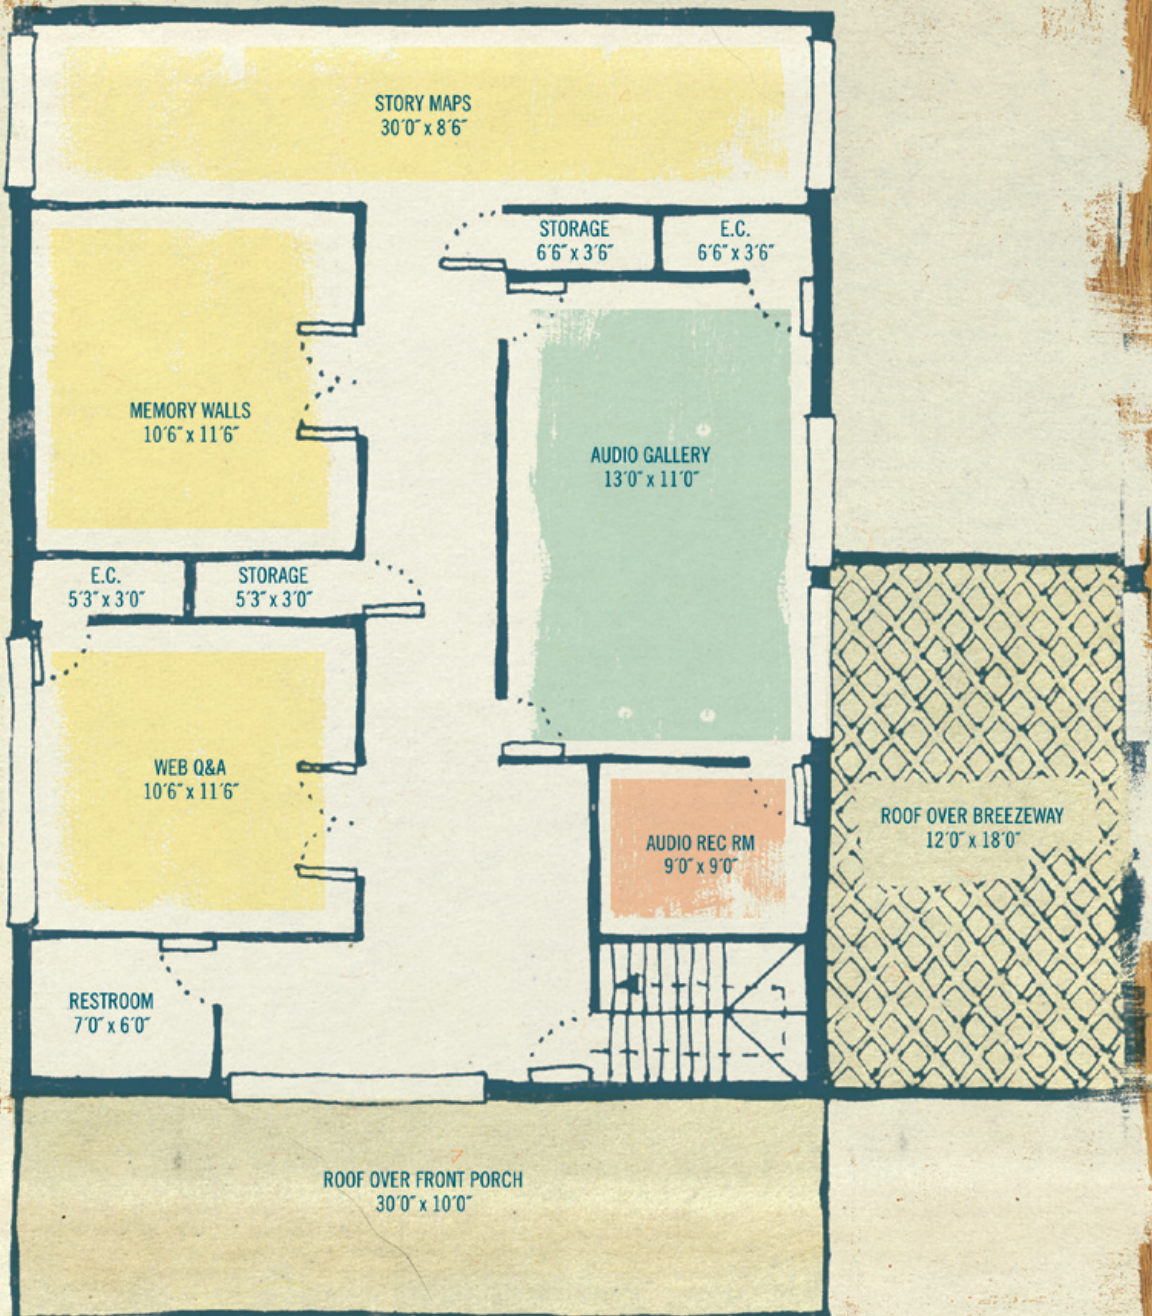 STORY MAPS
30´0˝ x 8´6˝
STORAGE
6´6˝ x 3´6˝
E.C.
6´6˝ x 3´6˝
MEMORY WALLS
10´6˝ x 11´6˝
AUDIO GALLERY
13´0˝ x 11´0˝
E.C.
5´3˝ x 3´0˝
STORAGE
5´3˝ x 3´0˝
WEB Q&A
10´6˝ x 11´6˝
AUDIO REC RM
9´0˝ x 9´0˝
ROOF OVER BREEZEWAY
12´0˝ x 18´0˝
RESTROOM
7´0˝ x 6´0˝
ROOF OVER FRONT PORCH
30´0˝ x 10´0˝